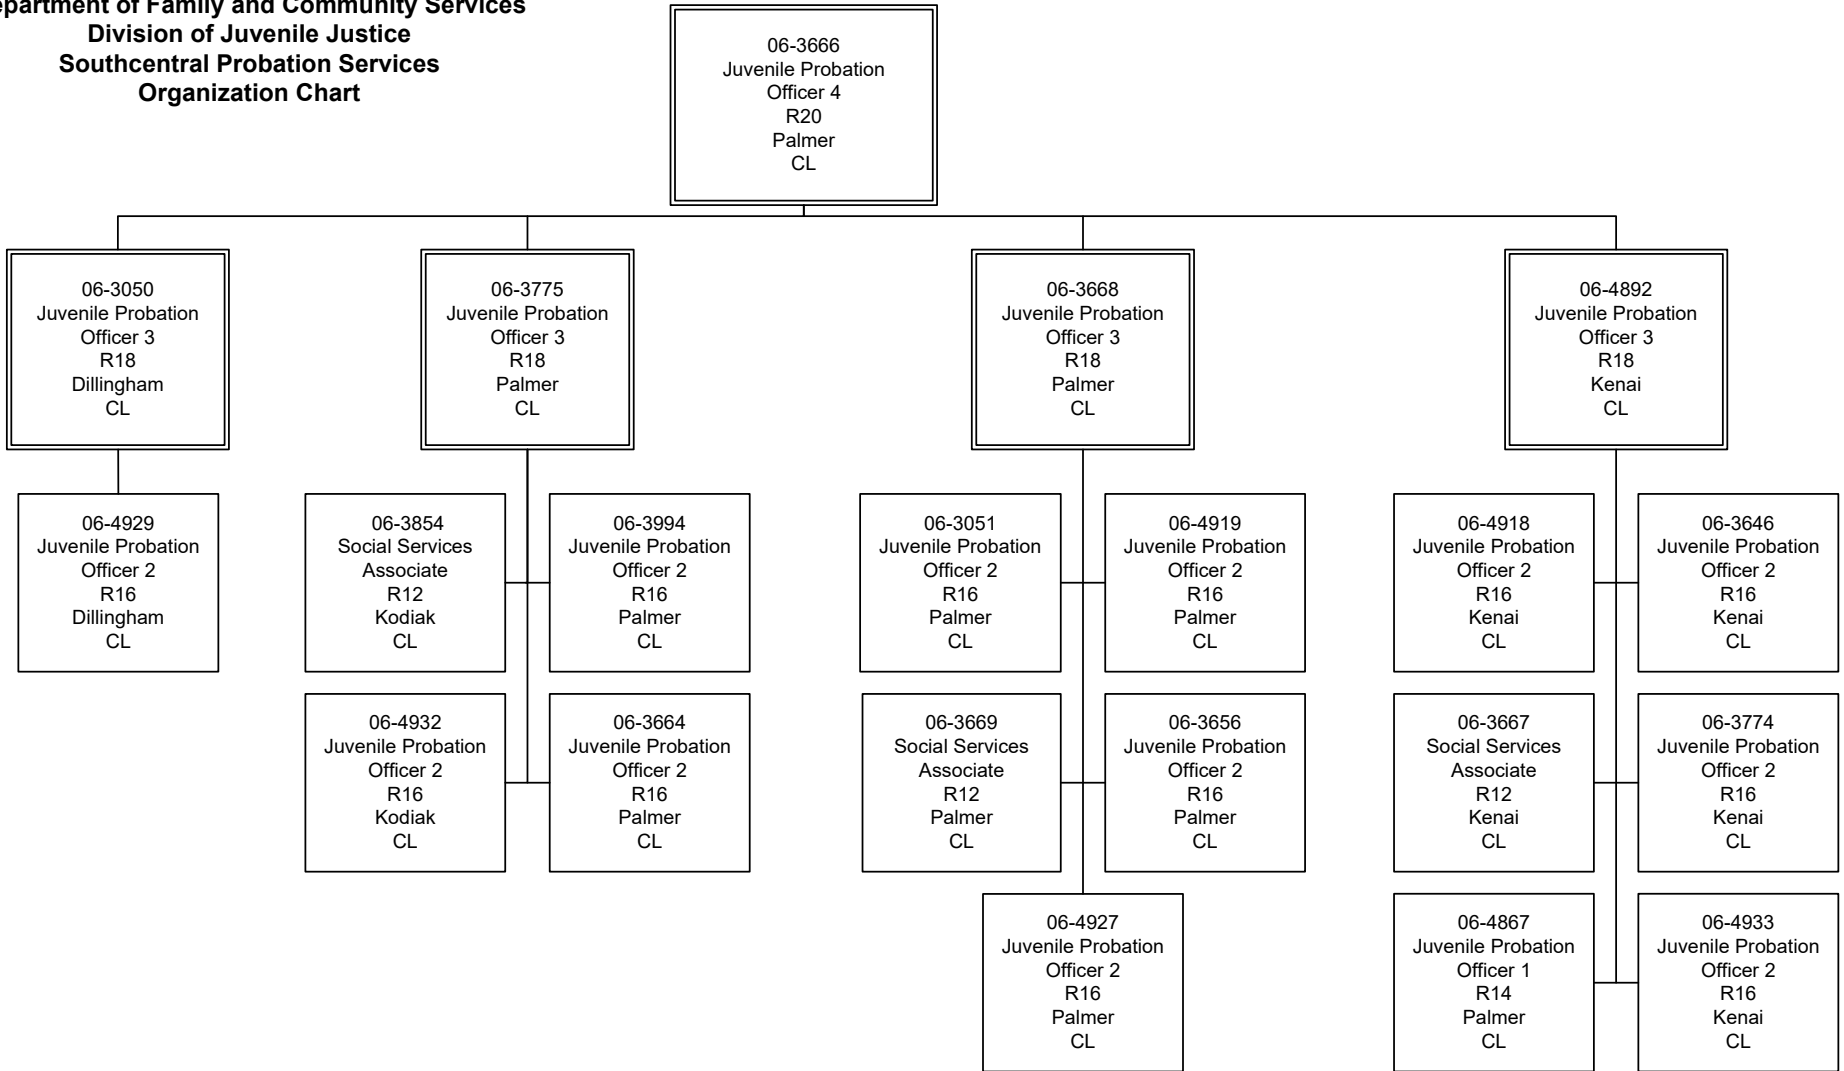 Department of Family and Community Services
Division of Juvenile Justice
Southcentral Probation Services
Organization Chart
06-3666
Juvenile Probation
Officer 4
R20
Palmer
CL
06-3050
Juvenile Probation
Officer 3
R18
Dillingham
CL
06-3775
Juvenile Probation
Officer 3
R18
Palmer
CL
06-3668
Juvenile Probation
Officer 3
R18
Palmer
CL
06-4892
Juvenile Probation
Officer 3
R18
Kenai
CL
06-4929
Juvenile Probation
Officer 2
R16
Dillingham
CL
06-3854
Social Services
Associate
R12
Kodiak
CL
06-3994
Juvenile Probation
Officer 2
R16
Palmer
CL
06-3051
Juvenile Probation
Officer 2
R16
Palmer
CL
06-4919
Juvenile Probation
Officer 2
R16
Palmer
CL
06-4918
Juvenile Probation
Officer 2
R16
Kenai
CL
06-3646
Juvenile Probation
Officer 2
R16
Kenai
CL
06-4932
Juvenile Probation
Officer 2
R16
Kodiak
CL
06-3664
Juvenile Probation
Officer 2
R16
Palmer
CL
06-3669
Social Services
Associate
R12
Palmer
CL
06-3656
Juvenile Probation
Officer 2
R16
Palmer
CL
06-3667
Social Services
Associate
R12
Kenai
CL
06-3774
Juvenile Probation
Officer 2
R16
Kenai
CL
06-4927
Juvenile Probation
Officer 2
R16
Palmer
CL
06-4867
Juvenile Probation
Officer 1
R14
Palmer
CL
06-4933
Juvenile Probation
Officer 2
R16
Kenai
CL